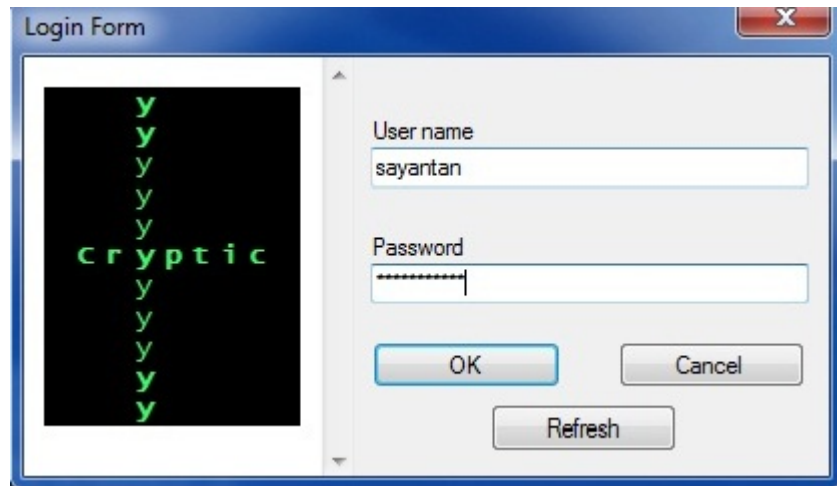 Login Form
y
y
y
y
y
Cryptic
y
y
y
y
y
User name
sayantan
Password
***********
OK
Cancel
Refresh